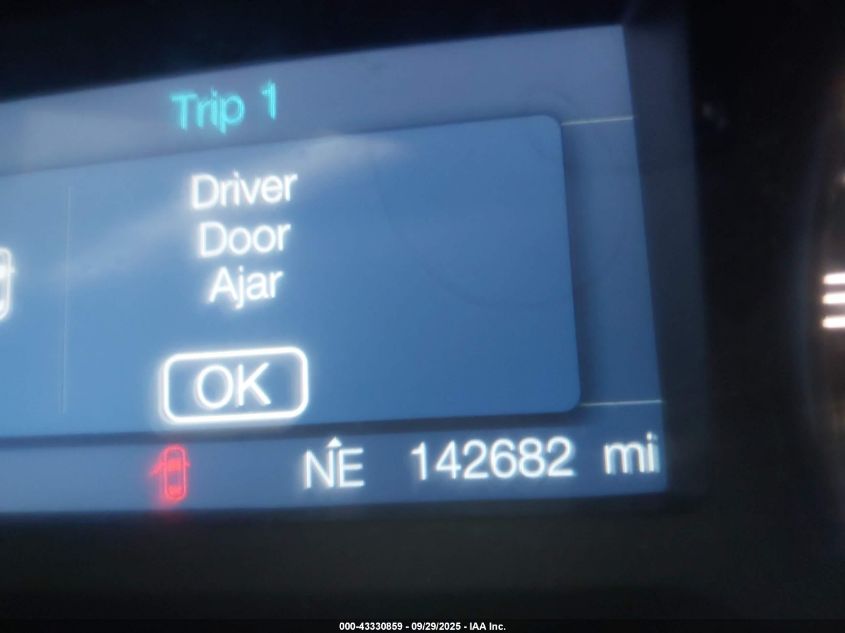 Trip 1
Driver
Door
Ajar
OK
NE 142682 mi
000-43330859 - 09/29/2025 - IAA Inc.